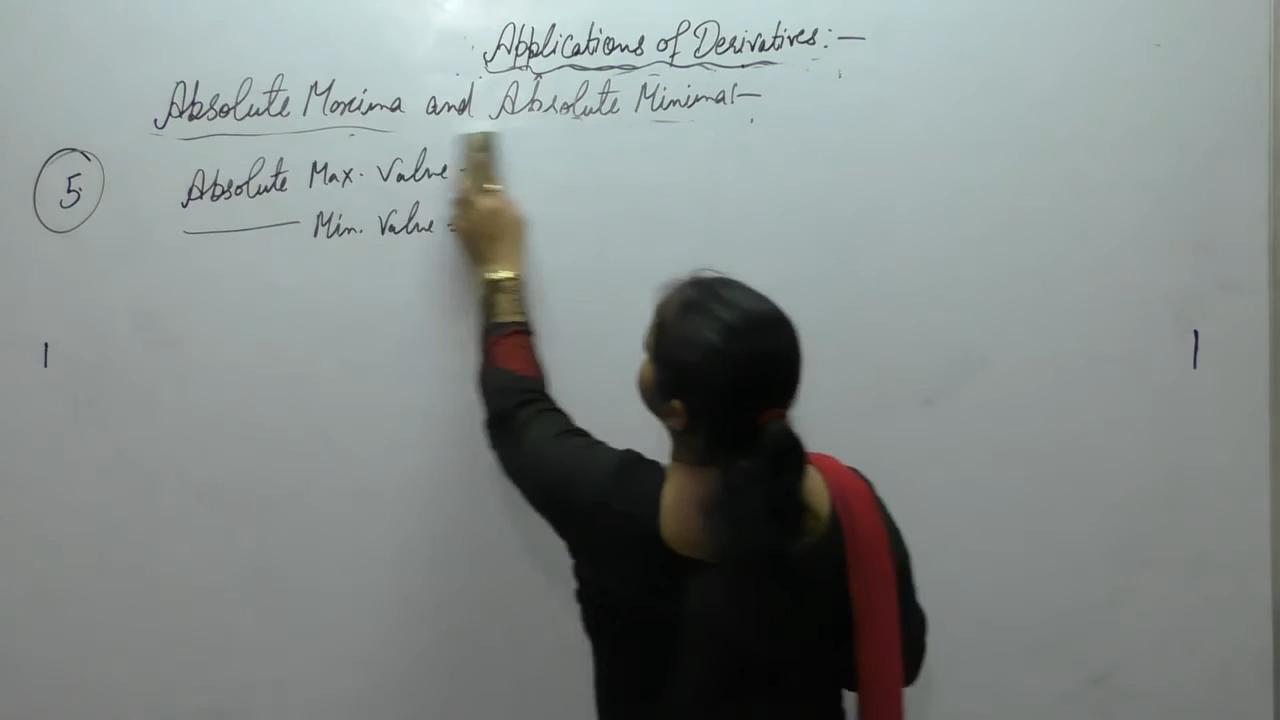 Applications of Derivatives:-
Absolute Maxima and Absolute Minima:-
5
Absolute Max. Value -
——— Min. Value =